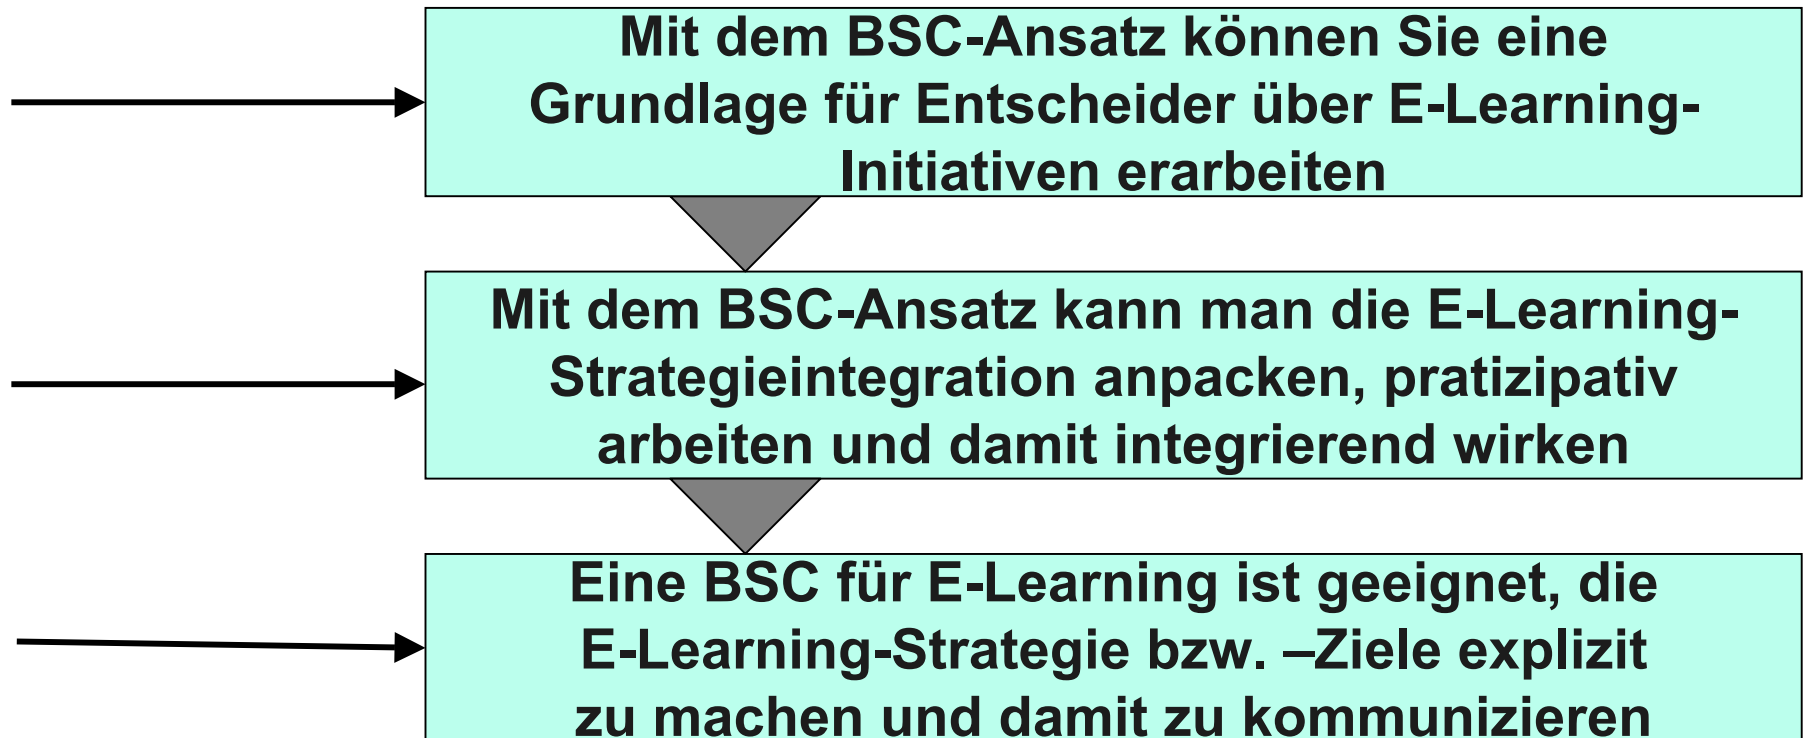 Mit dem BSC-Ansatz können Sie eine
Grundlage für Entscheider über E-Learning-
Initiativen erarbeiten
Mit dem BSC-Ansatz kann man die E-Learning-
Strategieintegration anpacken, pratizipativ
arbeiten und damit integrierend wirken
Eine BSC für E-Learning ist geeignet, die
E-Learning-Strategie bzw. –Ziele explizit
zu machen und damit zu kommunizieren